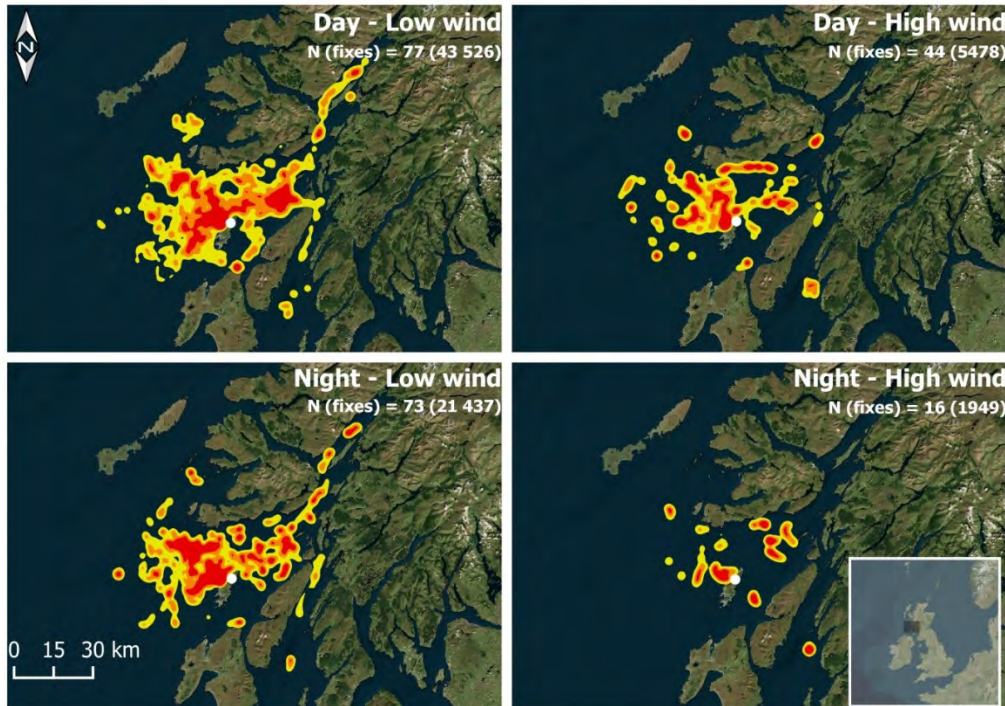 N
Day - Low wind
N (fixes) = 77 (43 526)
Day - High wind
N (fixes) = 44 (5478)
Night - Low wind
N (fixes) = 73 (21 437)
Night - High wind
N (fixes) = 16 (1949)
0 15 30 km